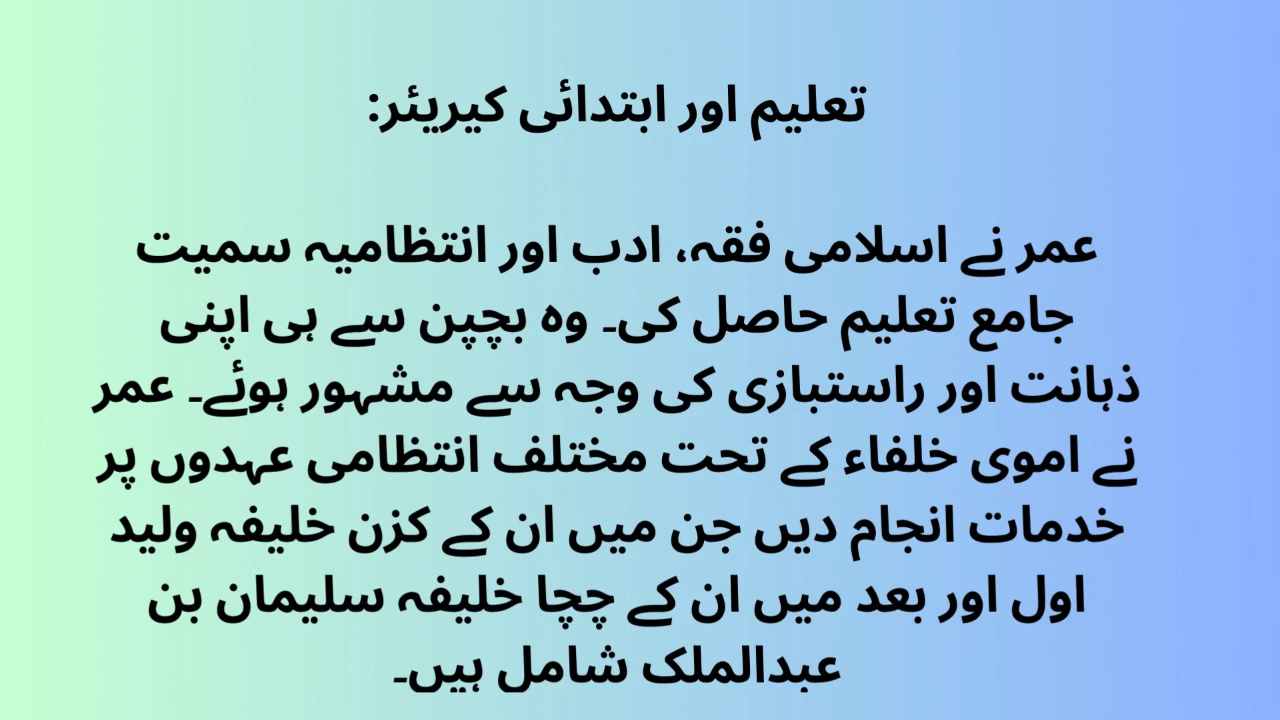 تعلیم اور ابتدائی کیریئر:
عمر نے اسلامی فقہ، ادب اور انتظامیہ سمیت
جامع تعلیم حاصل کی۔ وہ بچپن سے ہی اپنی
ذہانت اور راستبازی کی وجہ سے مشہور ہوئے۔ عمر
نے اموی خلفاء کے تحت مختلف انتظامی عہدوں پر
خدمات انجام دیں جن میں ان کے کزن خلیفہ ولید
اول اور بعد میں ان کے چچا خلیفہ سلیمان بن
عبدالملک شامل ہیں۔